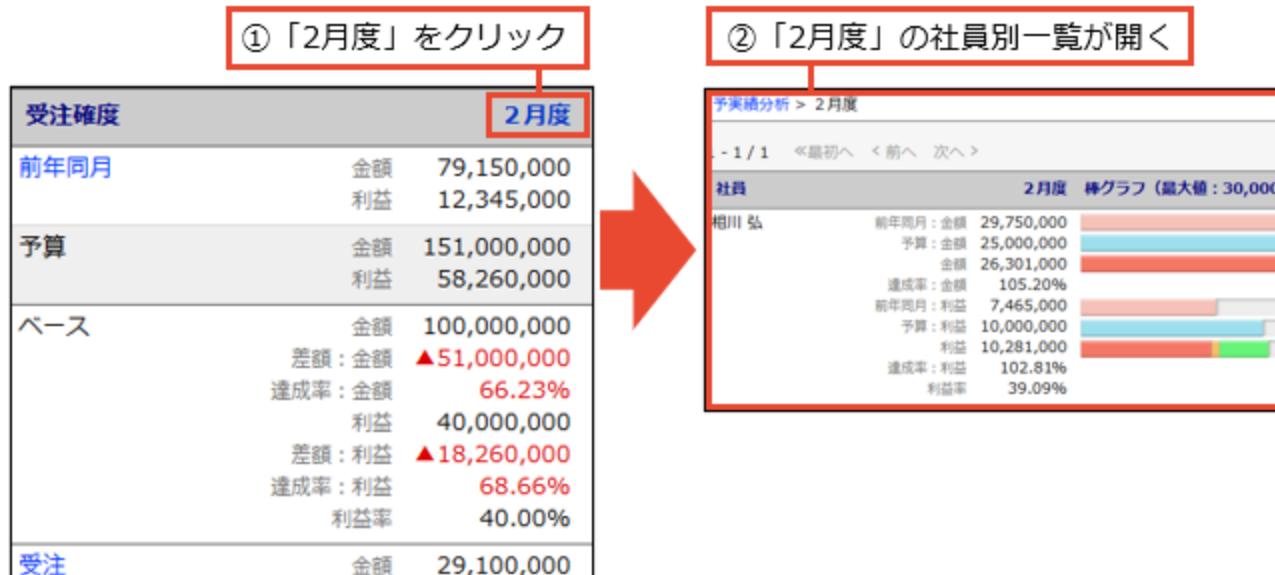 ①「2月度」をクリック
受注確度 2月度
前年同月 金額 79,150,000
利益 12,345,000
予算 金額 151,000,000
利益 58,260,000
ベース 金額 100,000,000
差額：金額 ▲51,000,000
達成率：金額 66.23%
利益 40,000,000
差額：利益 ▲18,260,000
達成率：利益 68.66%
利益率 40.00%
受注 金額 29,100,000
②「2月度」の社員別一覧が開く
予実績分析 > 2月度
- 1 / 1 ≪最初へ <前へ 次へ>
社員 2月度 棒グラフ（最大値：30,000
相川 弘 前年同月：金額 29,750,000
予算：金額 25,000,000
金額 26,301,000
達成率：金額 105.20%
前年同月：利益 7,465,000
予算：利益 10,000,000
利益 10,281,000
達成率：利益 102.81%
利益率 39.09%